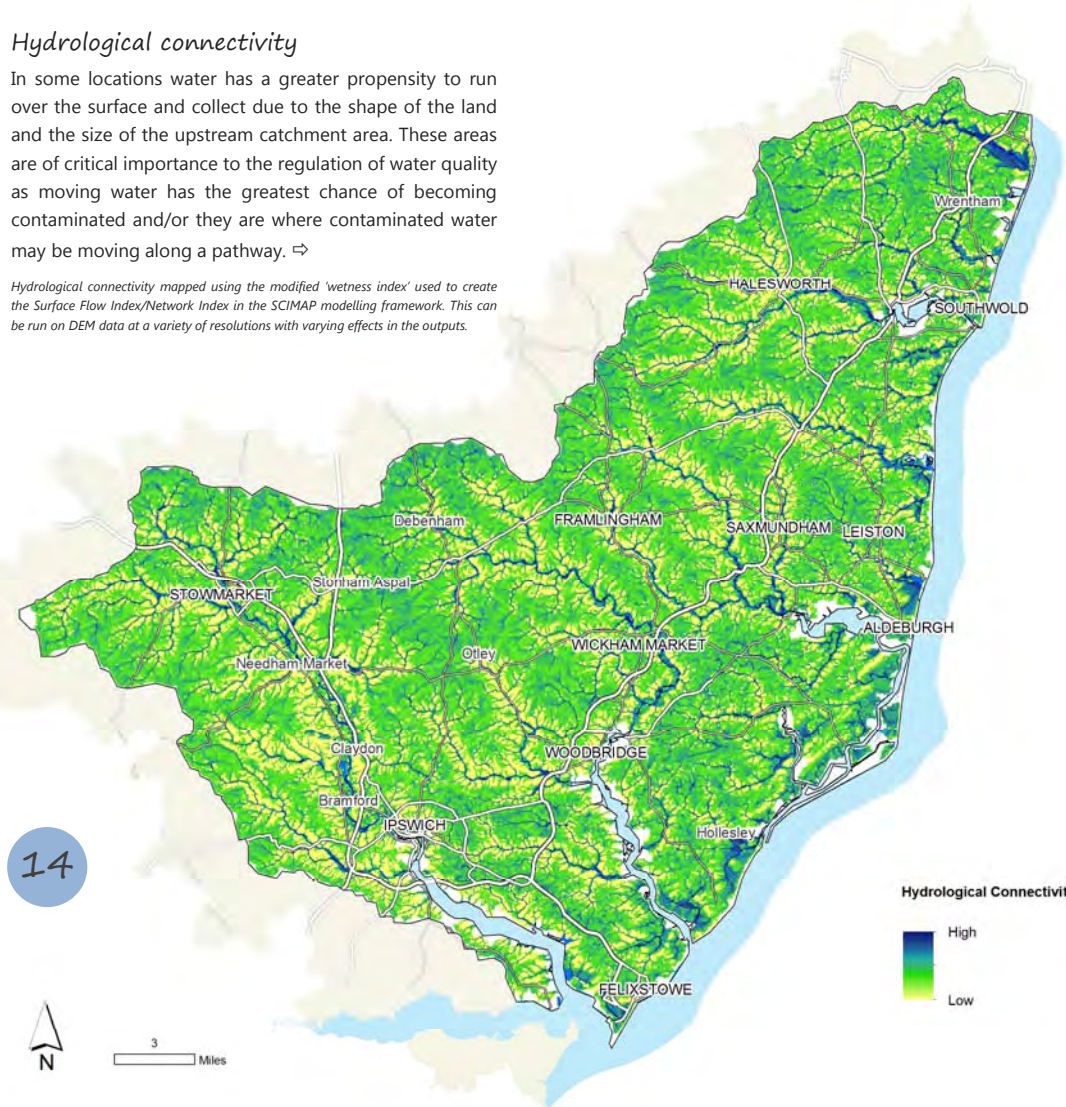 Hydrological connectivity
In some locations water has a greater propensity to run
over the surface and collect due to the shape of the land
and the size of the upstream catchment area. These areas
are of critical importance to the regulation of water quality
as moving water has the greatest chance of becoming
contaminated and/or they are where contaminated water
may be moving along a pathway. ⇨
Hydrological connectivity mapped using the modified 'wetness index' used to create
the Surface Flow Index/Network Index in the SCIMAP modelling framework. This can
be run on DEM data at a variety of resolutions with varying effects in the outputs.
Wrentham
HALESWORTH
SOUTHWOLD
Debenham
FRAMLINGHAM
SAXMUNDHAM
LEISTON
Stonham Aspal
STOWMARKET
ALDEBURGH
WICKHAM MARKET
Otley
Needham Market
Claydon
WOODBRIDGE
Bramford
IPSWICH
Hollesley
14
Hydrological Connectivit
High
Low
FELIXSTOWE
N
3
Miles